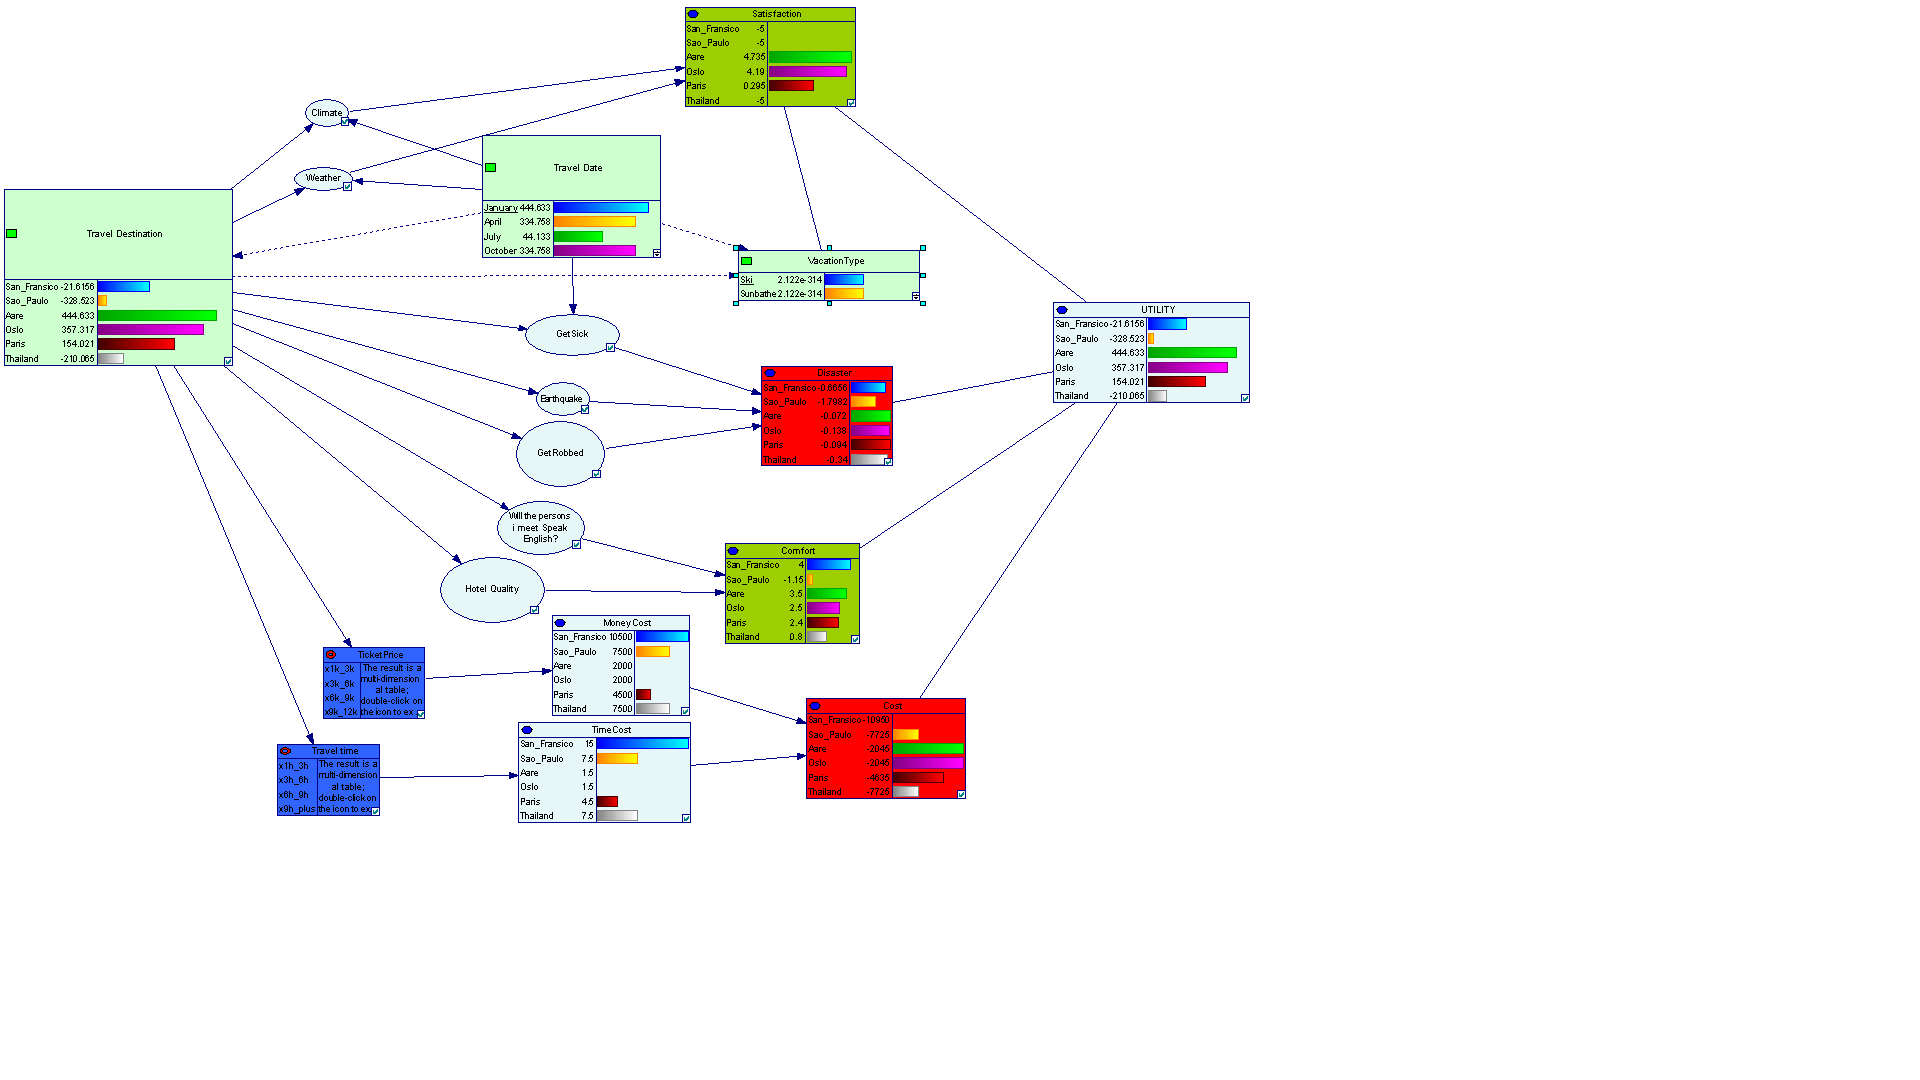 Satisfaction
San_Fransico -5
Sao_Paulo -5
Aare 4.735
Oslo 4.19
Paris 0.295
Thailand -5
Climate
Weather
Travel Date
January 444.633
April 334.758
July 44.133
October 334.758
Travel Destination
San_Fransico -21.6156
Sao_Paulo -328.523
Aare 444.633
Oslo 357.317
Paris 154.021
Thailand -210.065
VacationType
Ski 2.122e-314
Sunbathe 2.122e-314
UTILITY
San_Fransico -21.6156
Sao_Paulo -328.523
Aare 444.633
Oslo 357.317
Paris 154.021
Thailand -210.065
Get Sick
Earthquake
Get Robbed
Disaster
San_Fransico -0.6656
Sao_Paulo -1.7982
Aare -0.072
Oslo -0.138
Paris -0.094
Thailand -0.34
Will the persons
i meet Speak
English?
Hotel Quality
Comfort
San_Fransico 4
Sao_Paulo -1.15
Aare 3.5
Oslo 2.5
Paris 2.4
Thailand 0.8
Money Cost
San_Fransico 10500
Sao_Paulo 7500
Aare 2000
Oslo 2000
Paris 4500
Thailand 7500
TicketPrice
x1k_3k
x3k_6k
x6k_9k
x9k_12k
The result is a
multi-dimension
al table;
double-click on
the icon to ex
Travel time
x1h_3h
x3h_6h
x6h_9h
x9h_plus
The result is a
multi-dimension
al table;
double-click on
the icon to ex
TimeCost
San_Fransico 15
Sao_Paulo 7.5
Aare 1.5
Oslo 1.5
Paris 4.5
Thailand 7.5
Cost
San_Fransico -10950
Sao_Paulo -7725
Aare -2045
Oslo -2045
Paris -4635
Thailand -7725